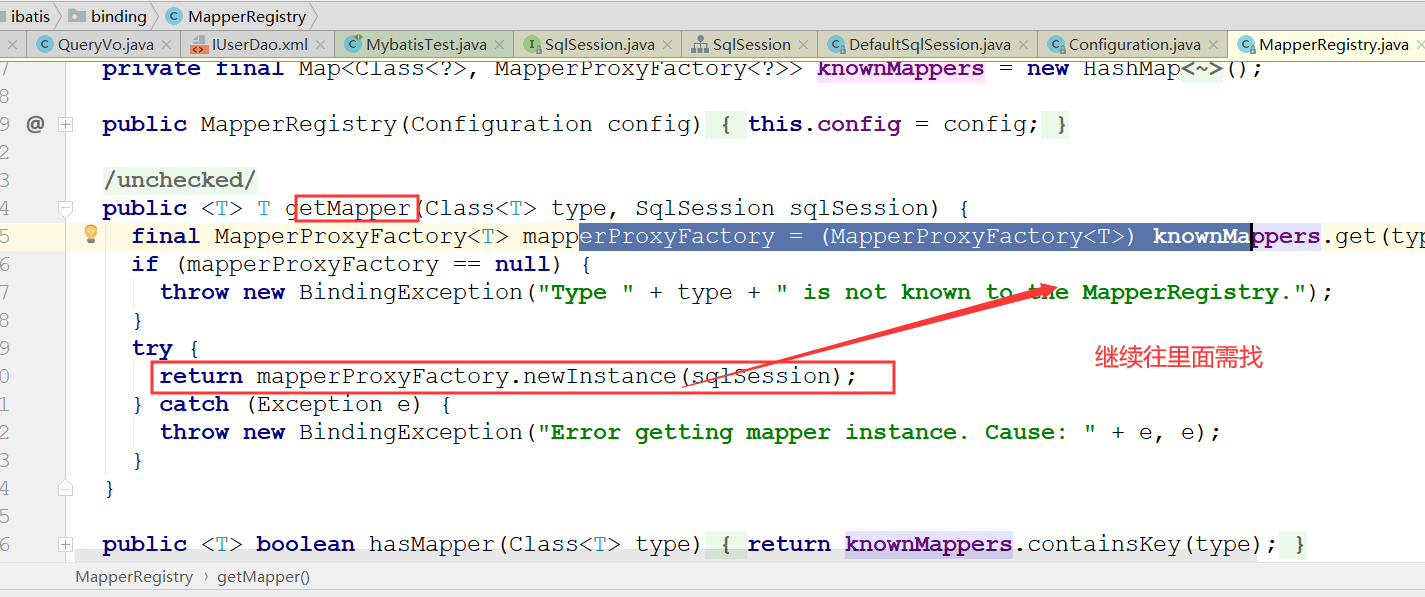 ibatis binding MapperRegistry
QueryVo.java IUserDao.xml MybatisTest.java SqlSession.java SqlSession DefaultSqlSession.java Configuration.java MapperRegistry.java
7 private final Map<Class<?>, MapperProxyFactory<?>> knownMappers = new HashMap<~>();
8
9 @ public MapperRegistry(Configuration config) { this.config = config; }
2
3 /unchecked/
4 public <T> T getMapper(Class<T> type, SqlSession sqlSession) {
5 final MapperProxyFactory<T> mapperProxyFactory = (MapperProxyFactory<T>) knownMappers.get(typ
6 if (mapperProxyFactory == null) {
7 throw new BindingException("Type " + type + " is not known to the MapperRegistry.");
8 }
9 try {
继续往里面需找
0 return mapperProxyFactory.newInstance(sqlSession);
1 } catch (Exception e) {
2 throw new BindingException("Error getting mapper instance. Cause: " + e, e);
3 }
4 }
5
6 public <T> boolean hasMapper(Class<T> type) { return knownMappers.containsKey(type); }
MapperRegistry › getMapper()